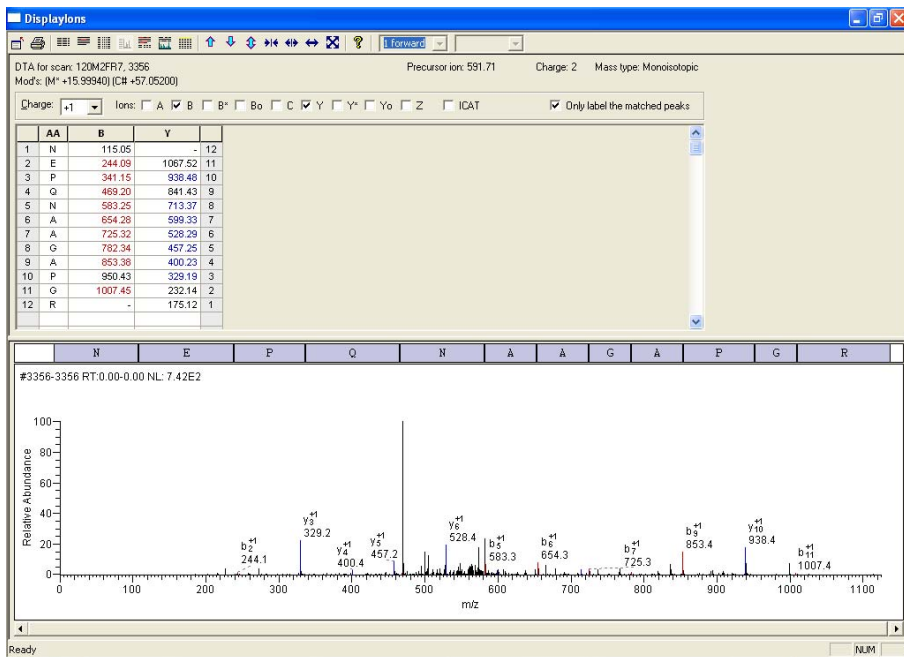 DisplayIons
1 forward
DTA for scan: 120M2FR7, 3356 Precursor ion: 591.71 Charge: 2 Mass type: Monoisotopic
Mod's: (M* +15.99940) (C# +57.05200)
Charge: +1 Ions: A B B* Bo C Y Y* Yo Z ICAT Only label the matched peaks
AA B Y
1 N 115.05 - 12
2 E 244.09 1067.52 11
3 P 341.15 938.48 10
4 Q 469.20 841.43 9
5 N 583.25 713.37 8
6 A 654.28 599.33 7
7 A 725.32 528.29 6
8 G 782.34 457.25 5
9 A 853.38 400.23 4
10 P 950.43 329.19 3
11 G 1007.45 232.14 2
12 R - 175.12 1
N E P Q N A A G A P G R
#3356-3356 RT:0.00-0.00 NL: 7.42E2
Relative Abundance
100
80
60
40
20
0
b2+1 244.1
y3+1 329.2
y4+1 400.4
y5+1 457.2
y6+1 528.4
b5+1 583.3
b6+1 654.3
b7+1 725.3
b9+1 853.4
y10+1 938.4
b11+1 1007.4
0 100 200 300 400 500 600 700 800 900 1000 1100
m/z
Ready NUM